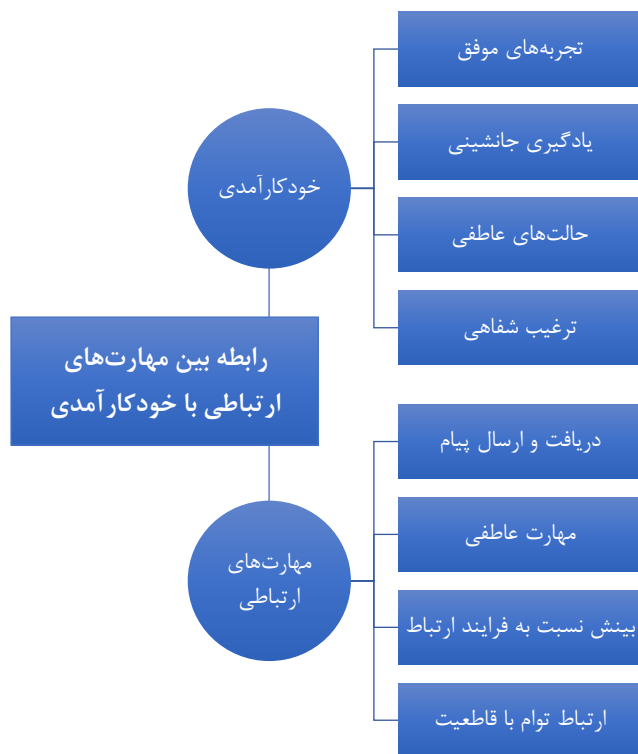 تجربه‌های موفق
یادگیری جانشینی
خودکارآمدی
حالت‌های عاطفی
ترغیب شفاهی
رابطه بین مهارت‌های
ارتباطی با خودکارآمدی
دریافت و ارسال پیام
مهارت عاطفی
مهارت‌های
ارتباطی
بینش نسبت به فرایند ارتباط
ارتباط توام با قاطعیت